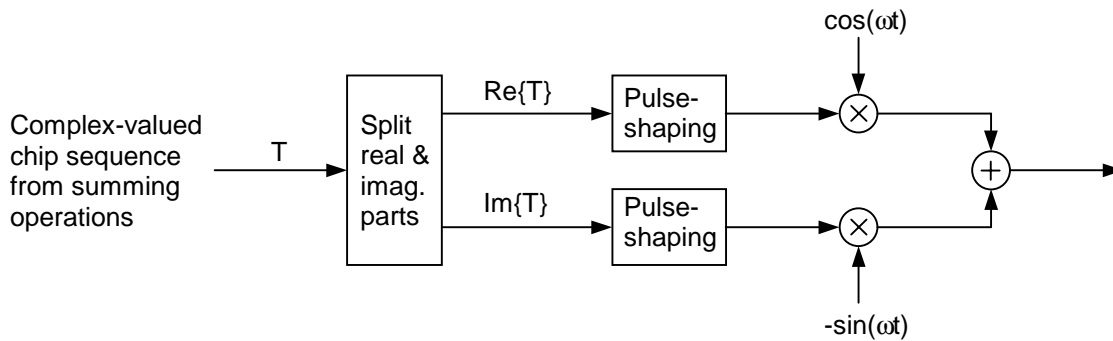 cos(ωt)
Complex-valued
chip sequence
from summing
operations
T
Split
real &
imag.
parts
Re{T}
Pulse-
shaping
Im{T}
Pulse-
shaping
-sin(ωt)